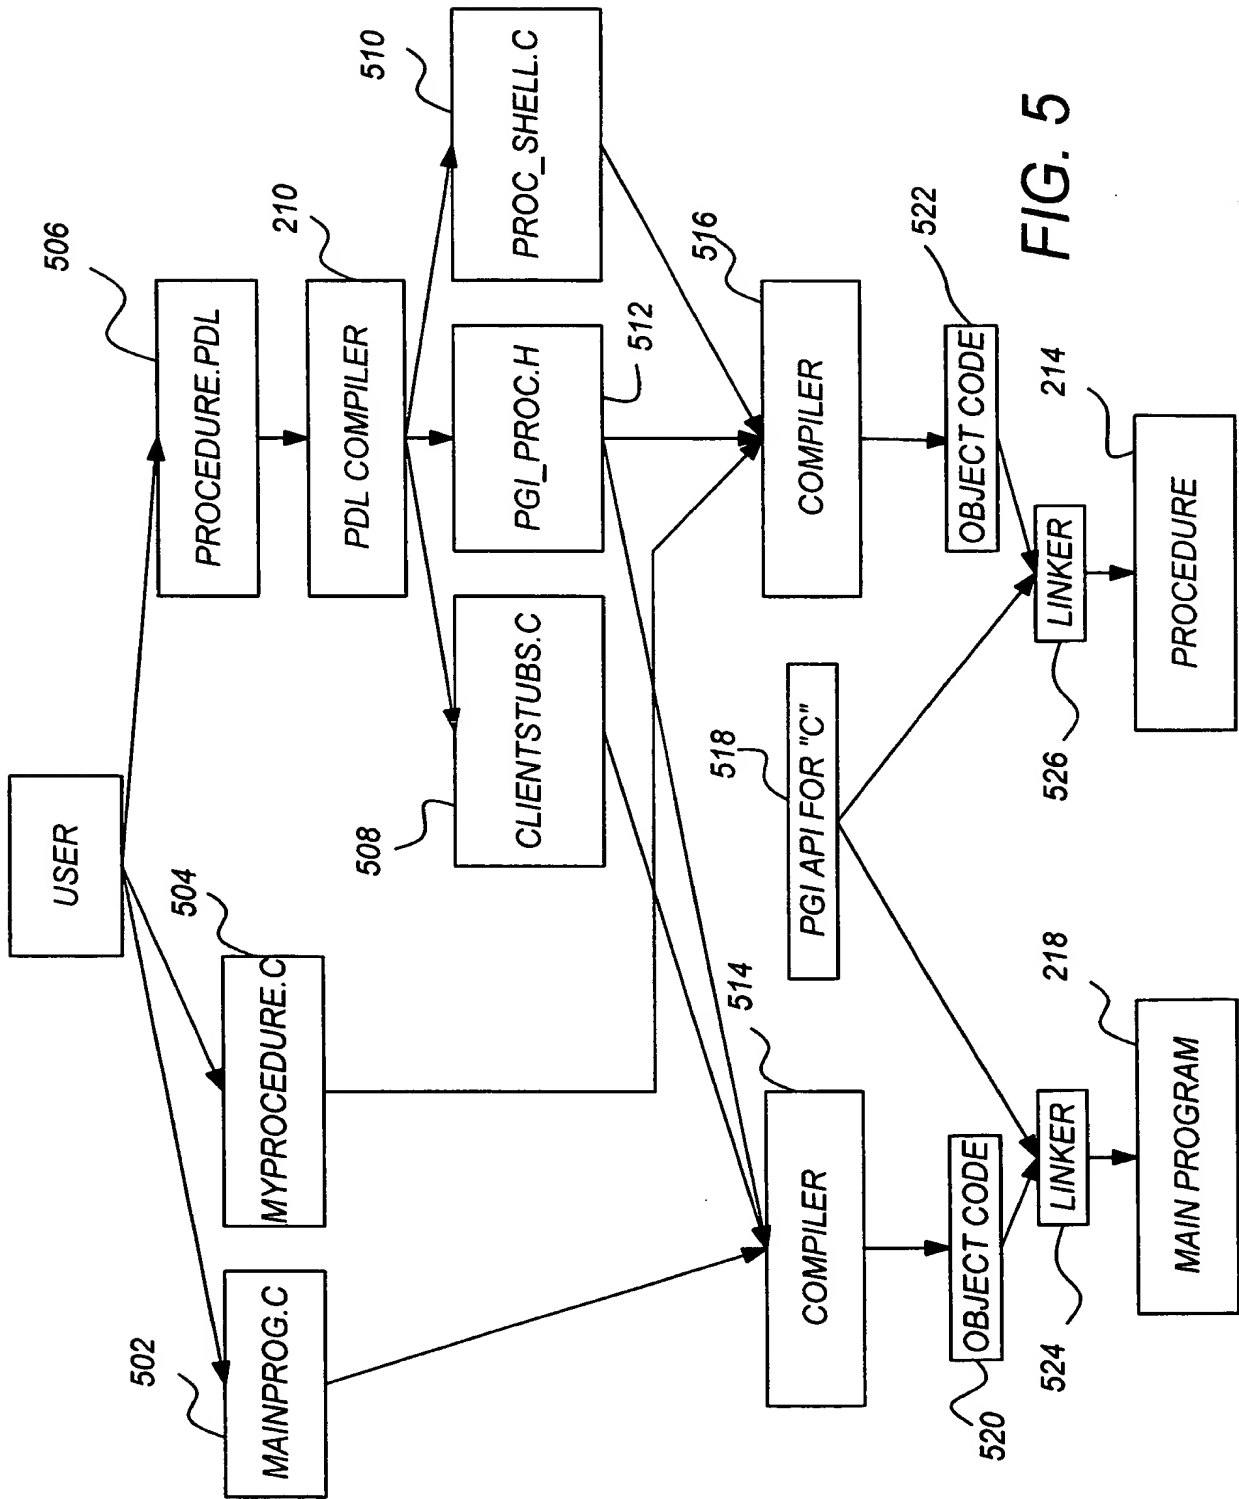 USER
502
MAINPROG.C
504
MYPROCEDURE.C
506
PROCEDURE.PDL
210
PDL COMPILER
508
CLIENTSTUBS.C
PGI_PROC.H
512
510
PROC_SHELL.C
514
COMPILER
518
PGI API FOR "C"
516
COMPILER
520
OBJECT CODE
522
OBJECT CODE
524
LINKER
526
LINKER
218
MAIN PROGRAM
214
PROCEDURE
FIG. 5